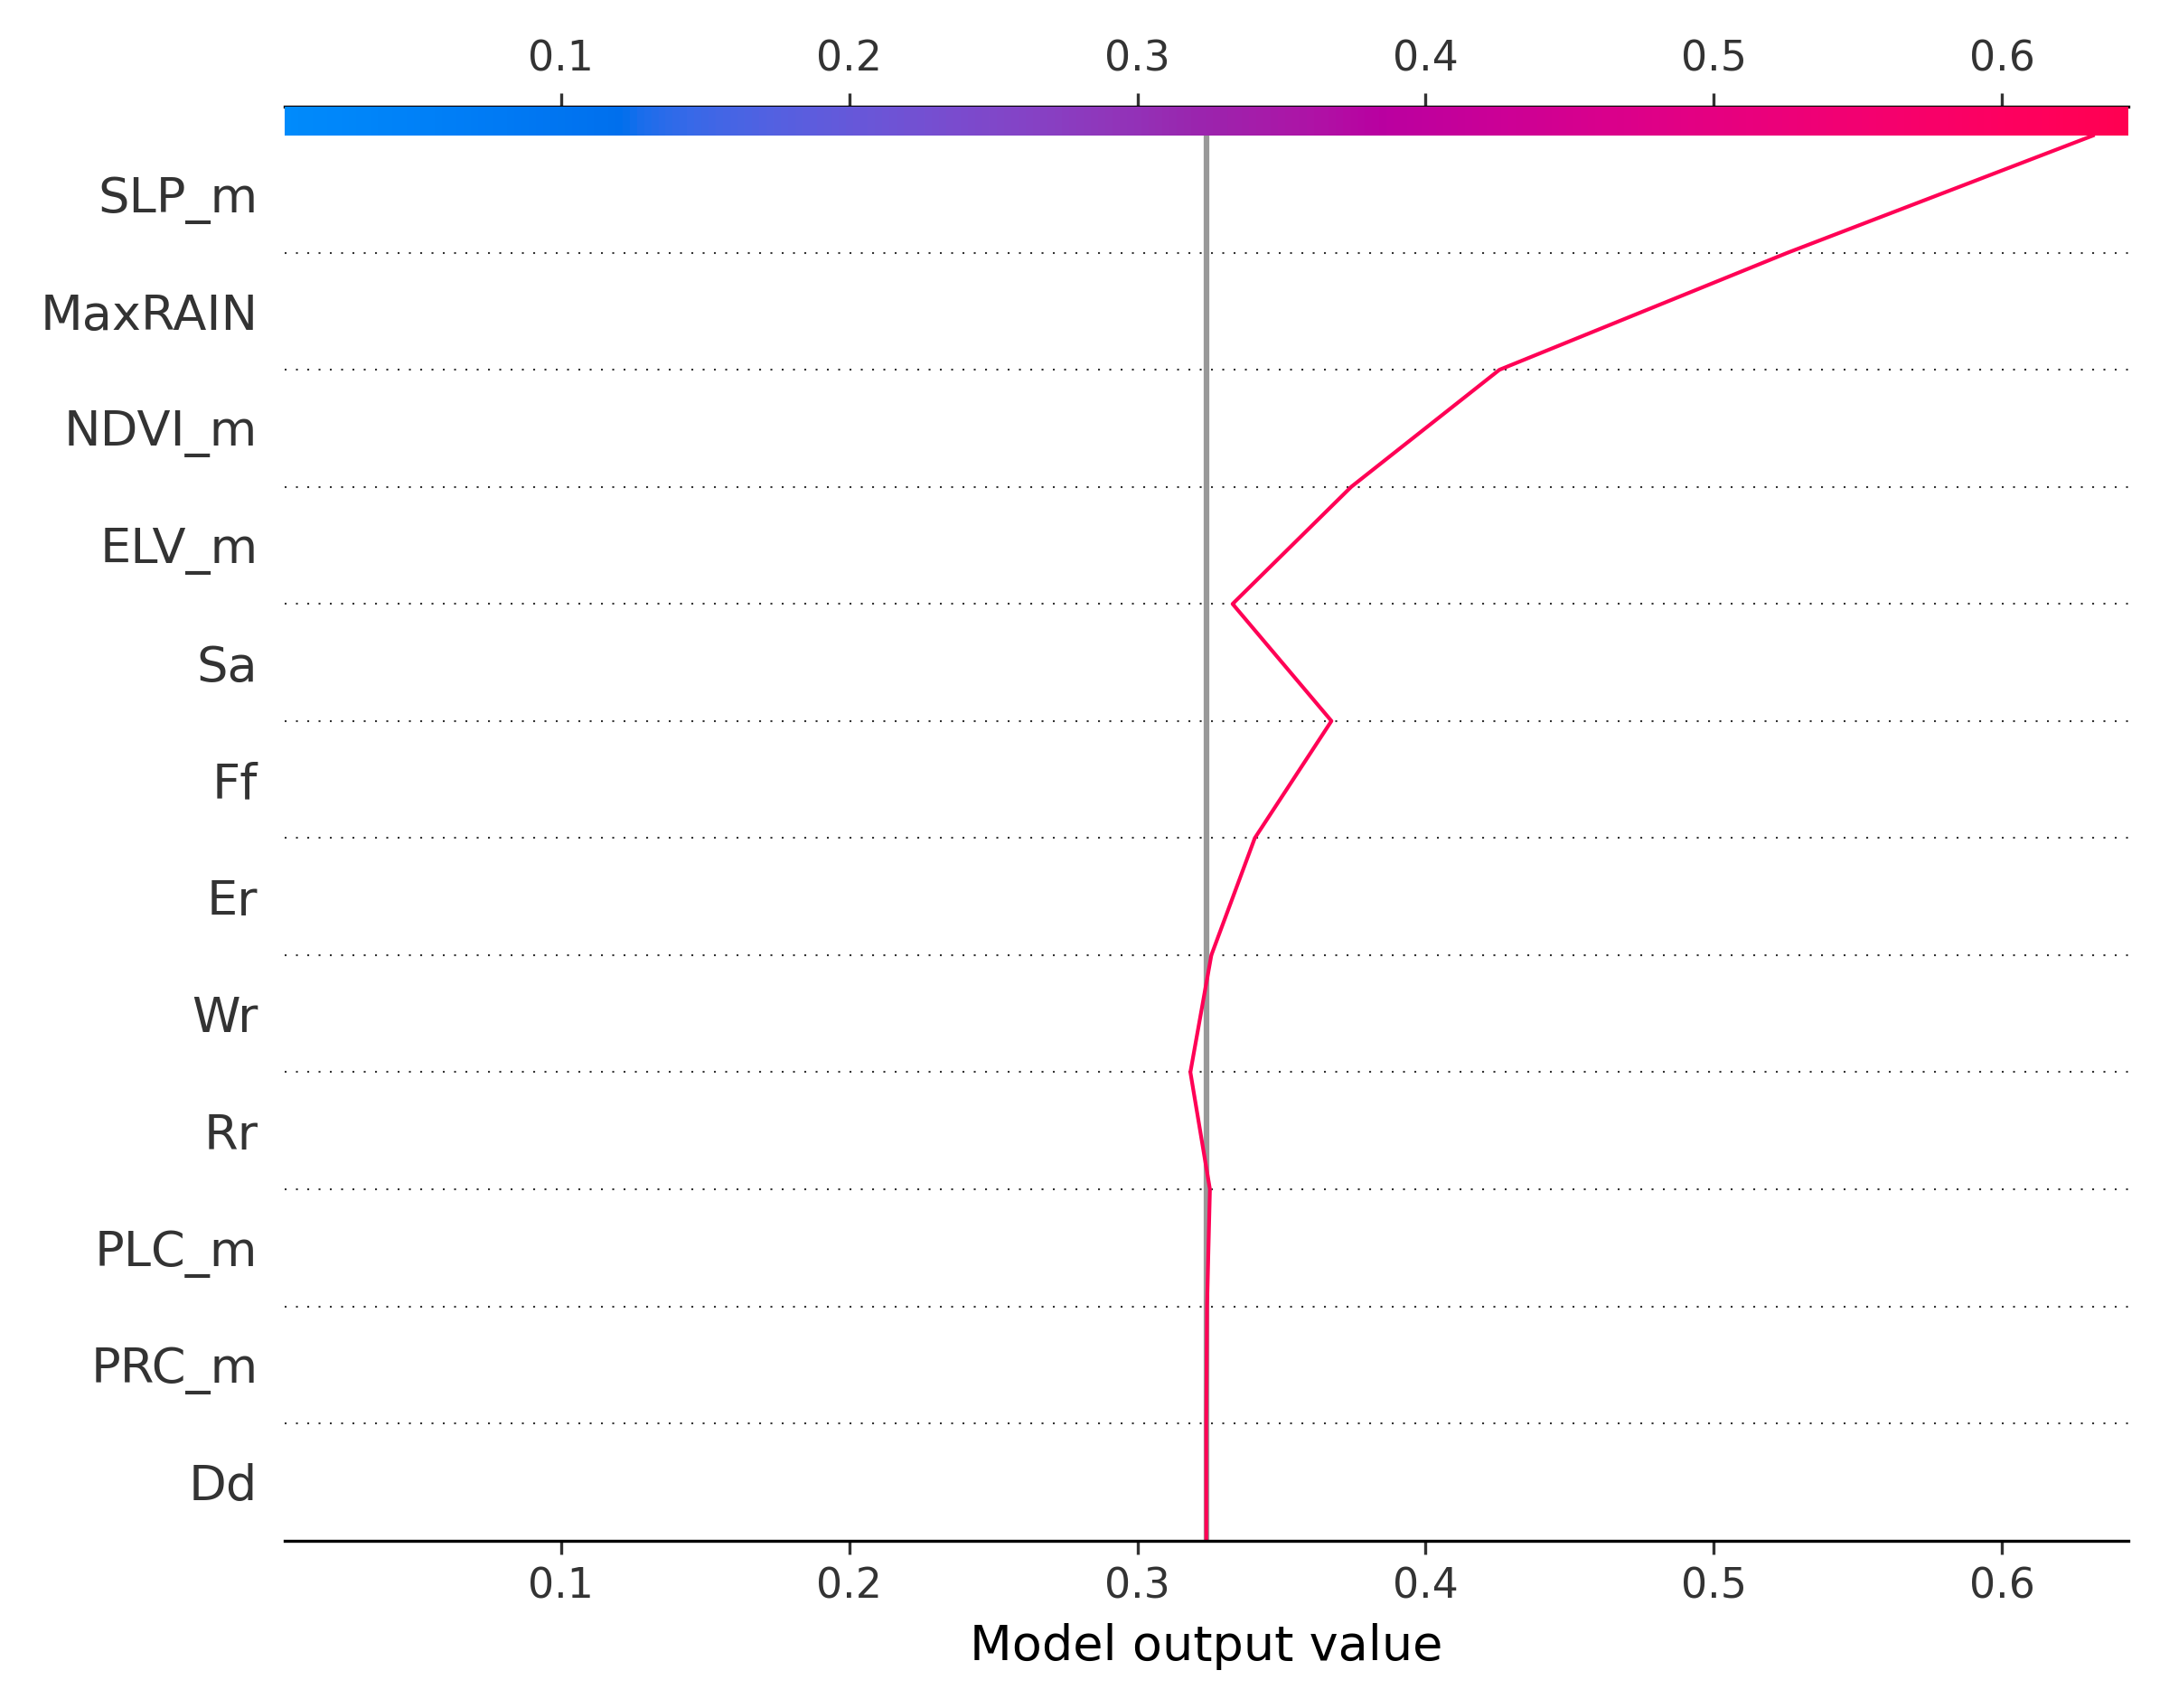 0.1 0.2 0.3 0.4 0.5 0.6
SLP_m
MaxRAIN
NDVI_m
ELV_m
Sa
Ff
Er
Wr
Rr
PLC_m
PRC_m
Dd
0.1 0.2 0.3 0.4 0.5 0.6
Model output value